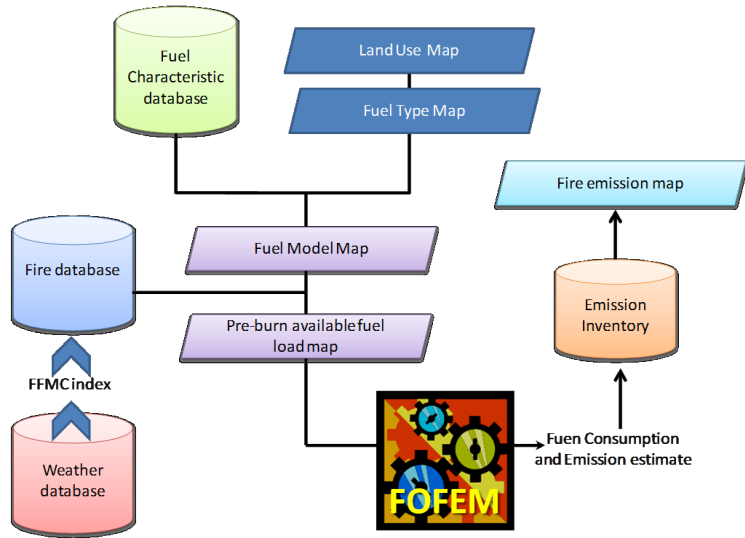 Fuel
Characteristic
database
Land Use Map
Fuel Type Map
Fire emission map
Fuel Model Map
Fire database
Pre-burn available fuel
load map
Emission
Inventory
FFMC index
Weather
database
FOFEM
Fuen Consumption
and Emission estimate